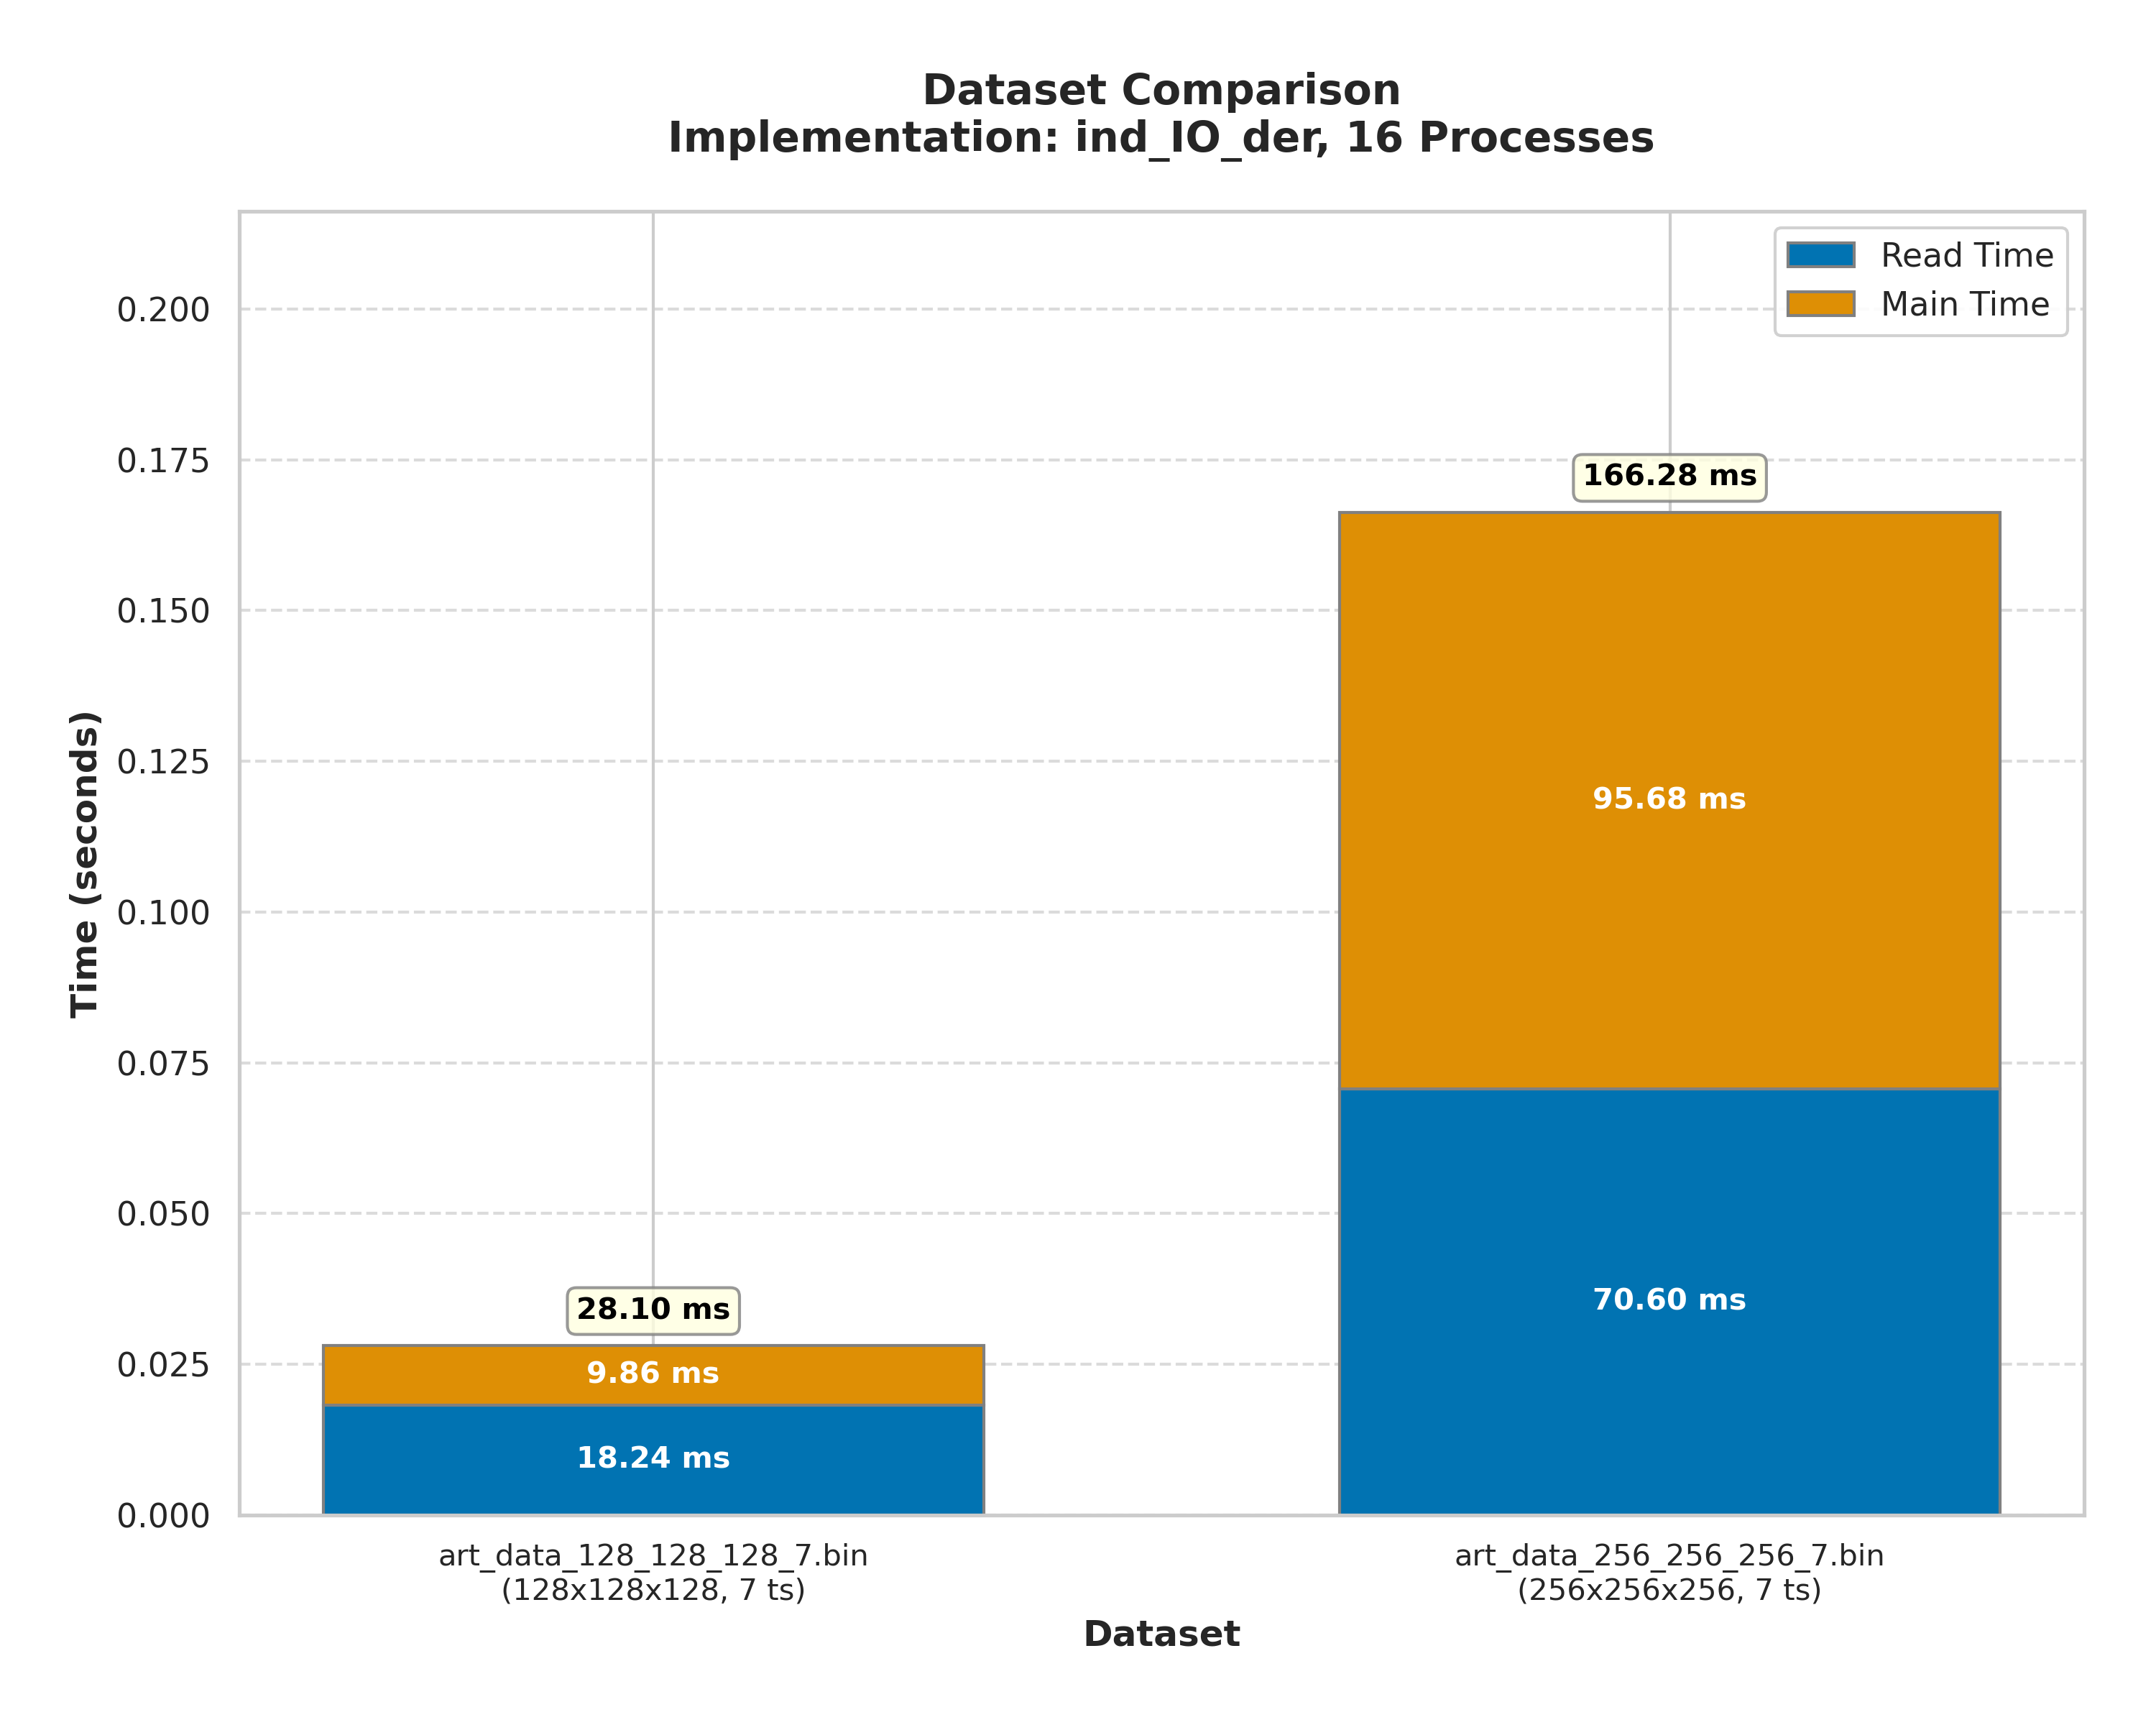 Dataset Comparison
Implementation: ind_IO_der, 16 Processes
Read Time
Main Time
Time (seconds)
0.200
0.175
0.150
0.125
0.100
0.075
0.050
0.025
0.000
166.28 ms
95.68 ms
70.60 ms
28.10 ms
9.86 ms
18.24 ms
art_data_128_128_128_7.bin
(128x128x128, 7 ts)
art_data_256_256_256_7.bin
(256x256x256, 7 ts)
Dataset